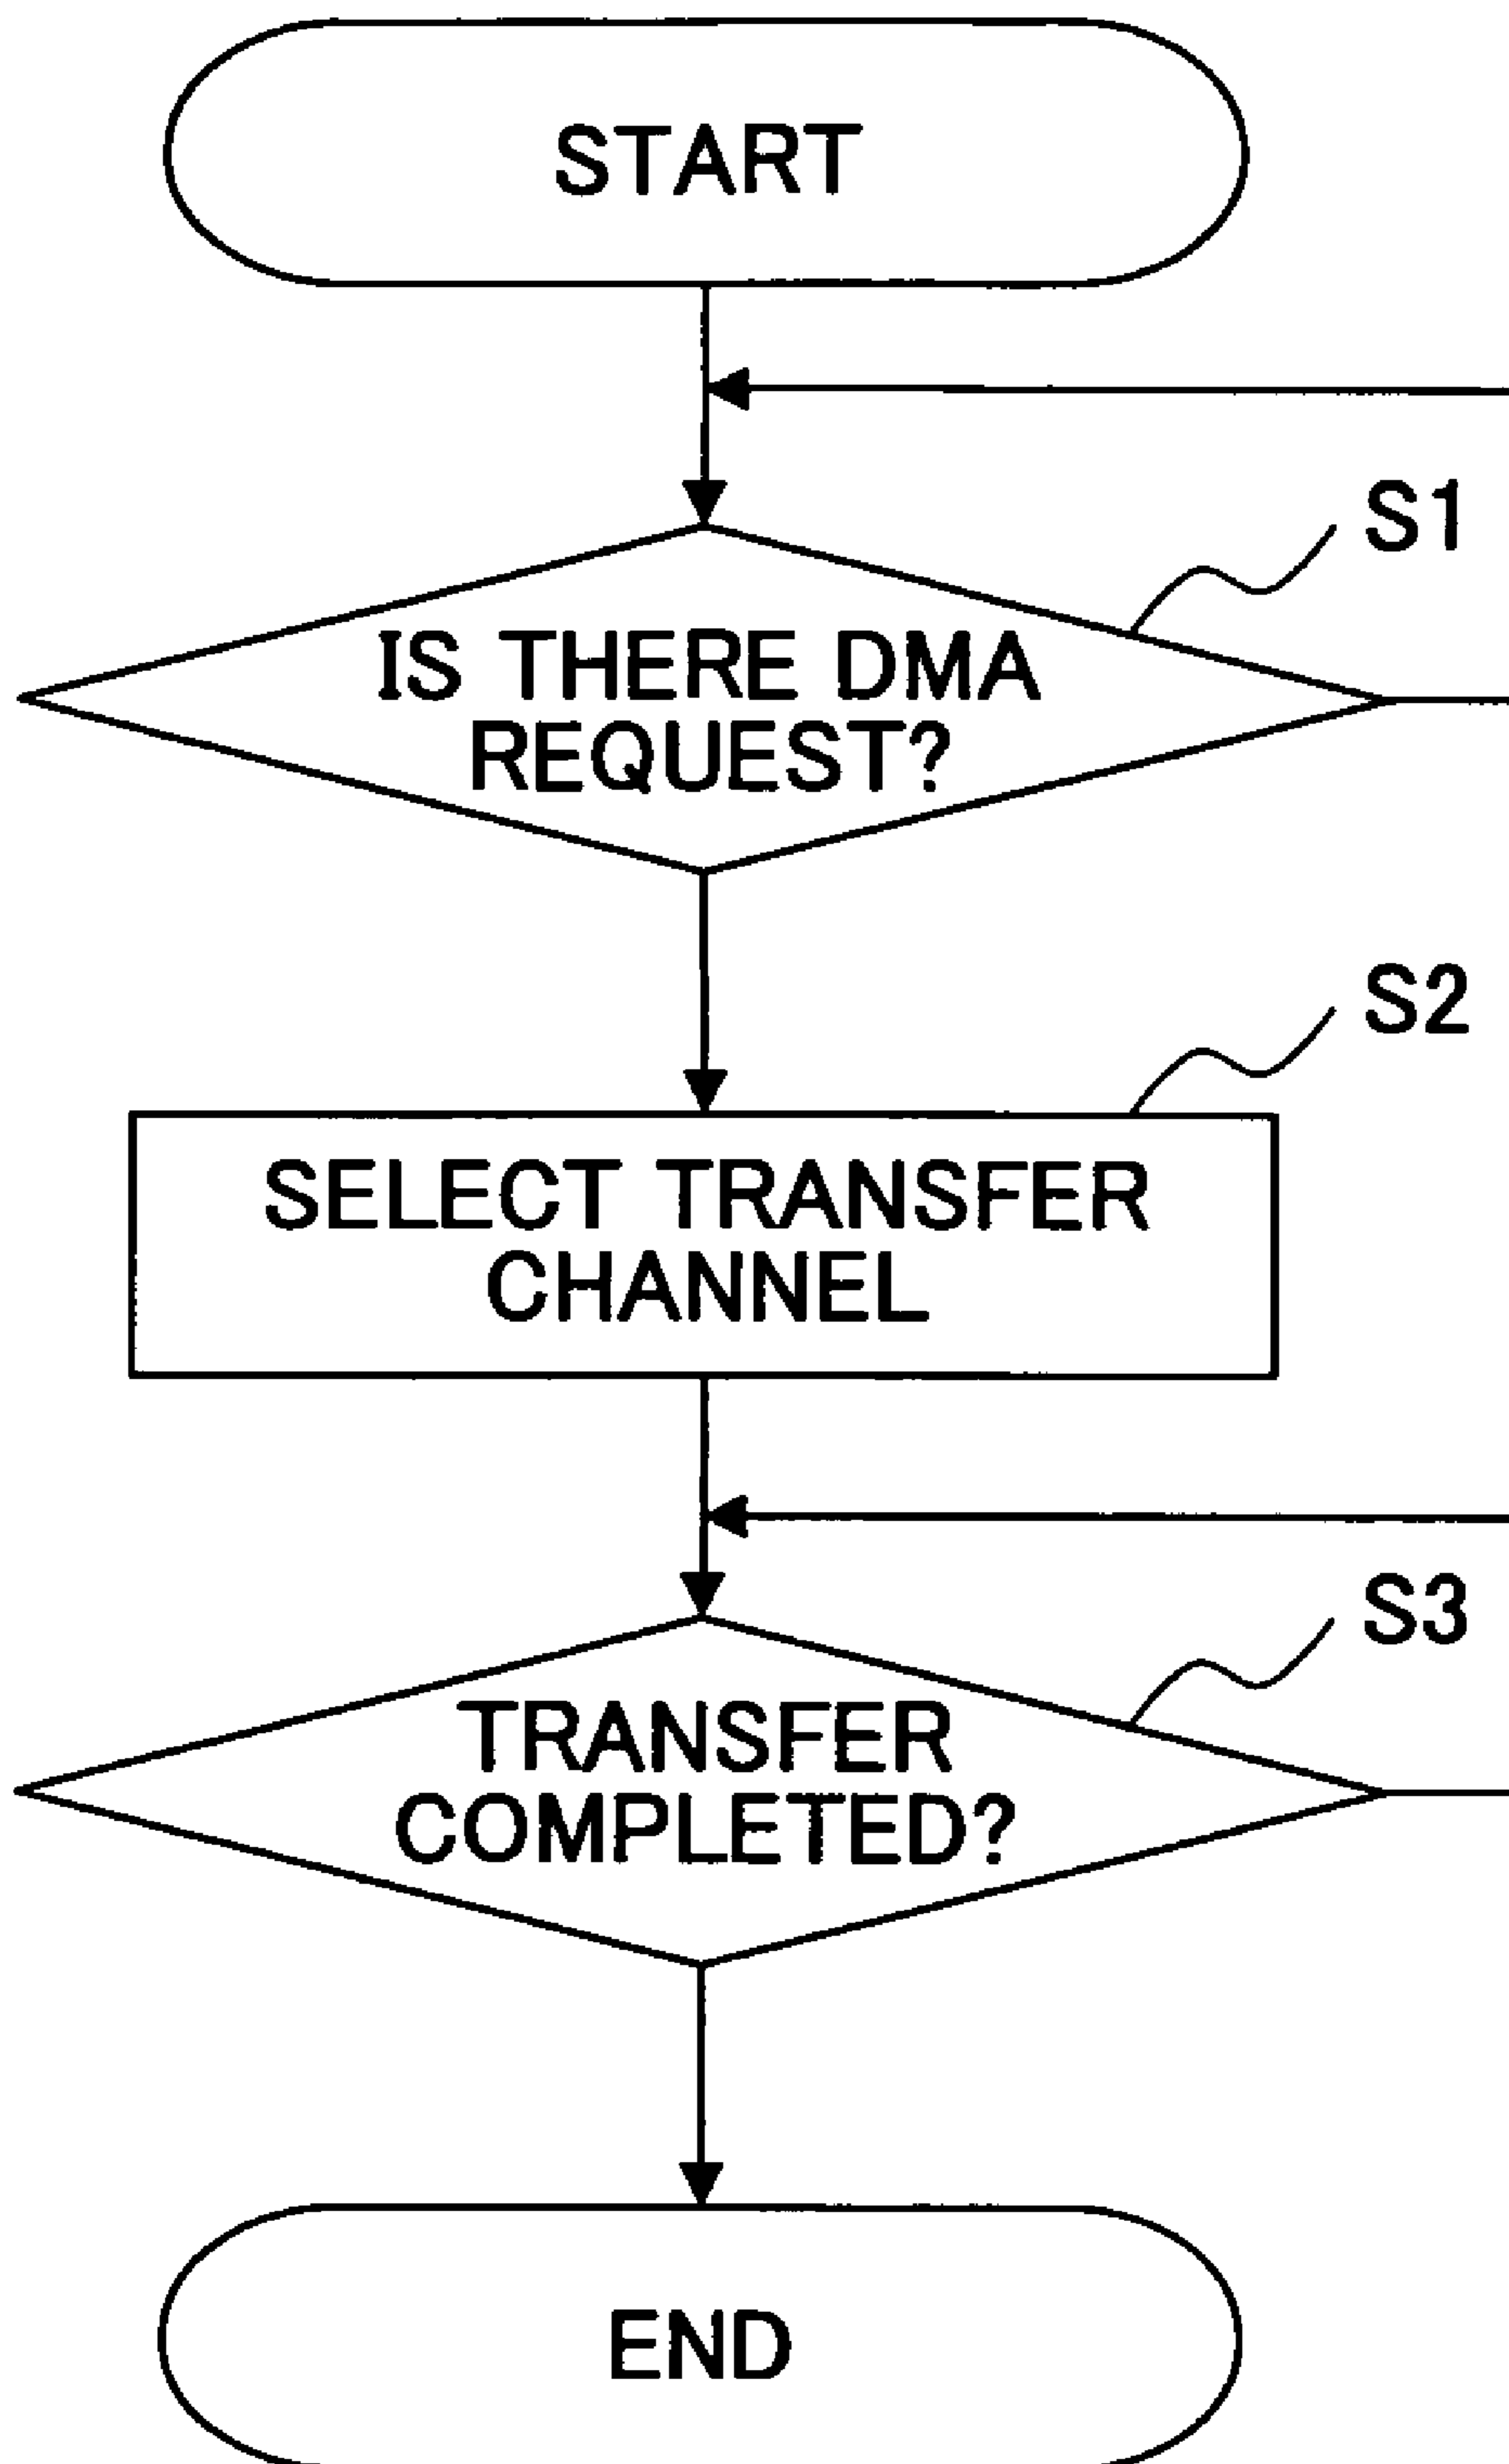 START
S1
IS THERE DMA
REQUEST?
S2
SELECT TRANSFER
CHANNEL
S3
TRANSFER
COMPLETED?
END